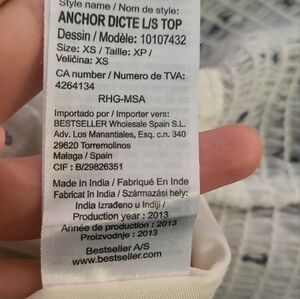 Style name / Nom de style:
ANCHOR DICTE L/S TOP
Dessin / Modèle: 10107432
Size: XS / Taille: XP /
Veličina: XS
CA number / Numero de TVA:
4264134
RHG-MSA
Importado por / Importer vers:
BESTSELLER Wholesale Spain S.L.
Adv. Los Manantiales, Esq. c.n. 340
29620 Torremolinos
Malaga / Spain
CIF : B/29826351
Made in India / Fabriqué En Inde
Fabricat în India / Származási hely:
India Izrađeno u Indiji /
Production year : 2013
Année de production : 2013
Proizvodnje : 2013
Bestseller A/S
www.bestseller.com